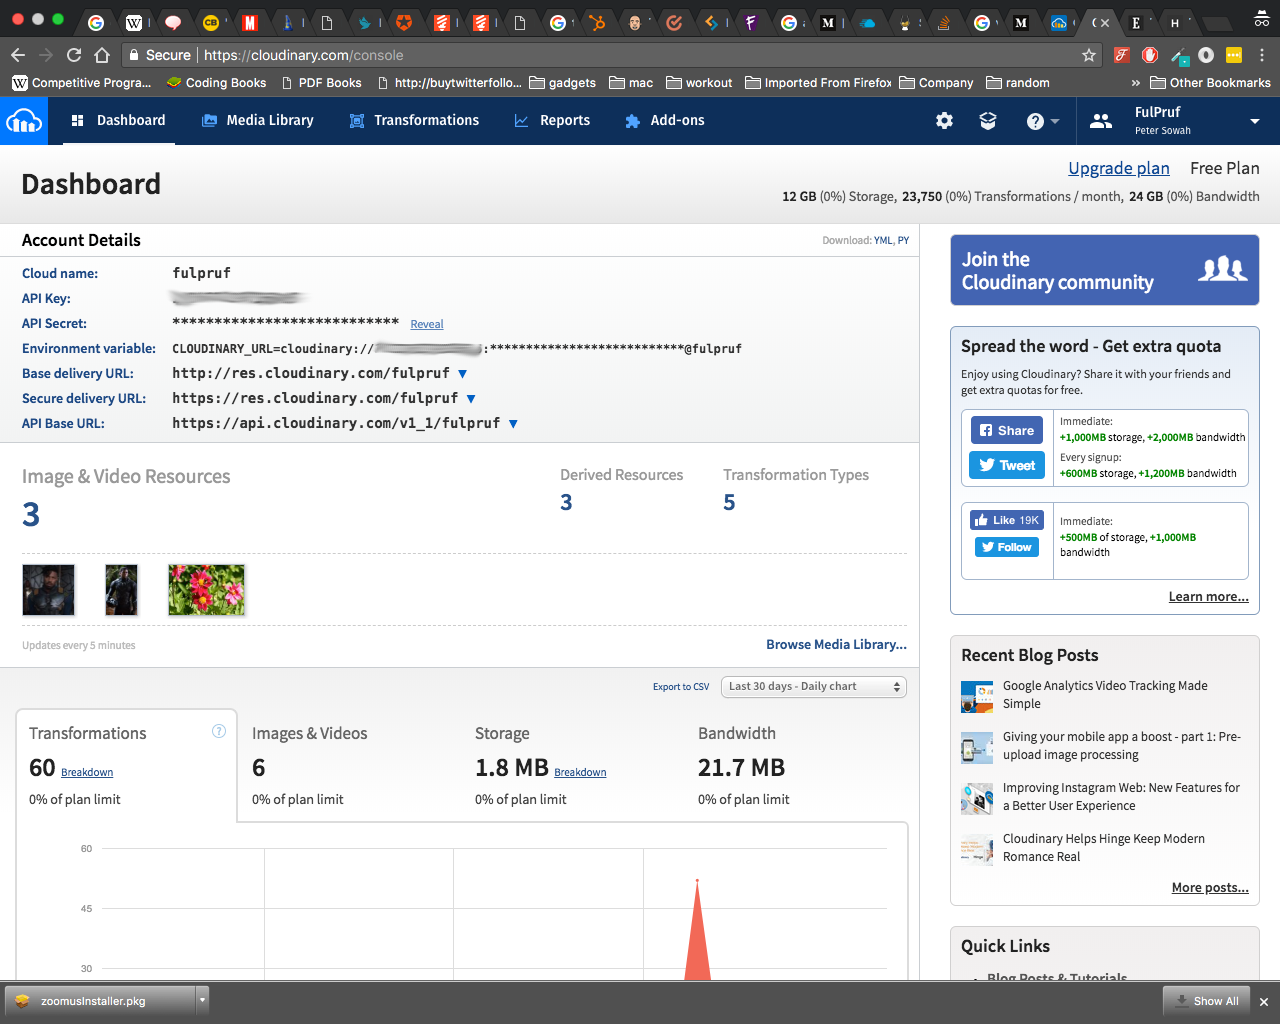 Secure https://cloudinary.com/console
Competitive Progra... Coding Books PDF Books http://buytwitterfollo... gadgets mac workout Imported From Firefox Company random » Other Bookmarks
Dashboard Media Library Transformations Reports Add-ons
FulPruf
Peter Sowah
Dashboard
Upgrade plan Free Plan
12 GB (0%) Storage, 23,750 (0%) Transformations / month, 24 GB (0%) Bandwidth
Account Details
Download: YML, PY
Cloud name: fulpruf
API Key:
API Secret: *************************** Reveal
Environment variable: CLOUDINARY_URL=cloudinary:// :***************************@fulpruf
Base delivery URL: http://res.cloudinary.com/fulpruf
Secure delivery URL: https://res.cloudinary.com/fulpruf
API Base URL: https://api.cloudinary.com/v1_1/fulpruf
Image & Video Resources
3
Derived Resources
3
Transformation Types
5
Updates every 5 minutes
Browse Media Library...
Export to CSV Last 30 days - Daily chart
Transformations ?
60 Breakdown
0% of plan limit
Images & Videos
6
0% of plan limit
Storage
1.8 MB Breakdown
0% of plan limit
Bandwidth
21.7 MB
0% of plan limit
60
45
30
Join the
Cloudinary community
Spread the word - Get extra quota
Enjoy using Cloudinary? Share it with your friends and
get extra quotas for free.
Share
Tweet
Immediate:
+1,000MB storage, +2,000MB bandwidth
Every signup:
+600MB storage, +1,200MB bandwidth
Like 19K
Follow
Immediate:
+500MB of storage, +1,000MB
bandwidth
Learn more...
Recent Blog Posts
Google Analytics Video Tracking Made
Simple
Giving your mobile app a boost - part 1: Pre-
upload image processing
Improving Instagram Web: New Features for
a Better User Experience
Cloudinary Helps Hinge Keep Modern
Romance Real
More posts...
Quick Links
Blog Posts & Tutorials
zoomusInstaller.pkg
Show All